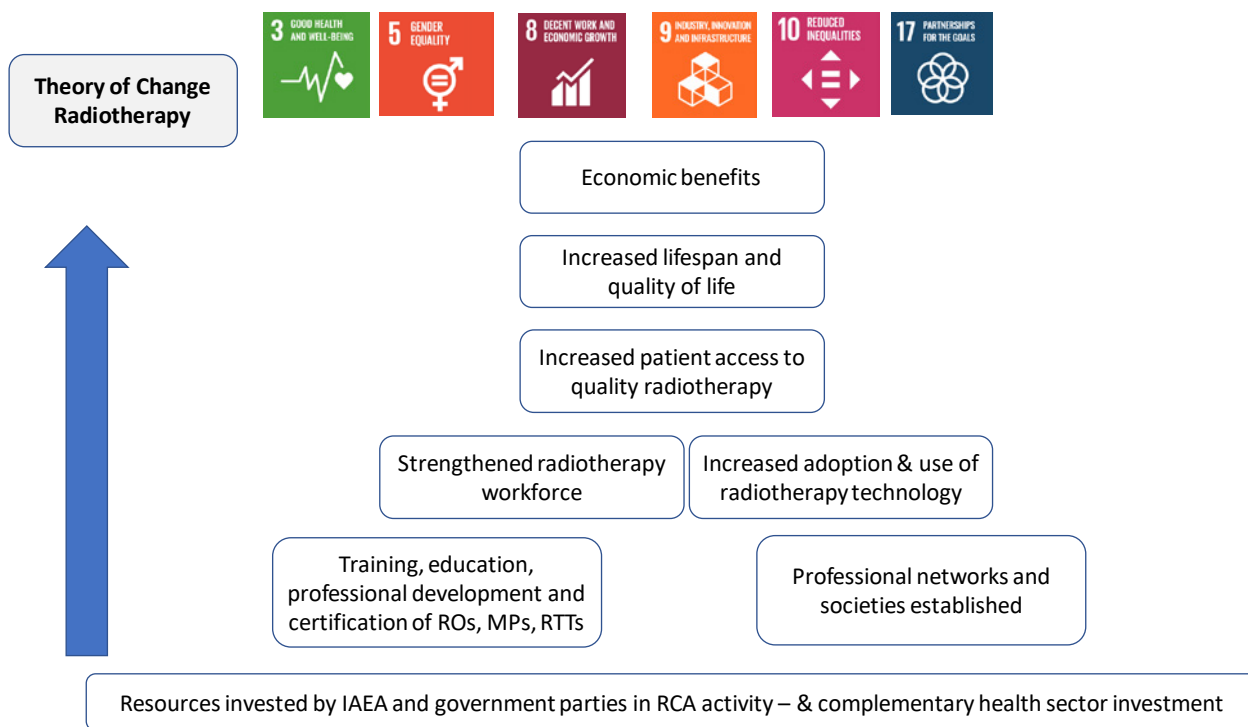 3 GOOD HEALTH
AND WELL-BEING
5 GENDER
EQUALITY
8 DECENT WORK AND
ECONOMIC GROWTH
9 INDUSTRY, INNOVATION
AND INFRASTRUCTURE
10 REDUCED
INEQUALITIES
17 PARTNERSHIPS
FOR THE GOALS
Theory of Change
Radiotherapy
Economic benefits
Increased lifespan and
quality of life
Increased patient access to
quality radiotherapy
Strengthened radiotherapy
workforce
Increased adoption & use of
radiotherapy technology
Training, education,
professional development and
certification of ROs, MPs, RTTs
Professional networks and
societies established
Resources invested by IAEA and government parties in RCA activity – & complementary health sector investment